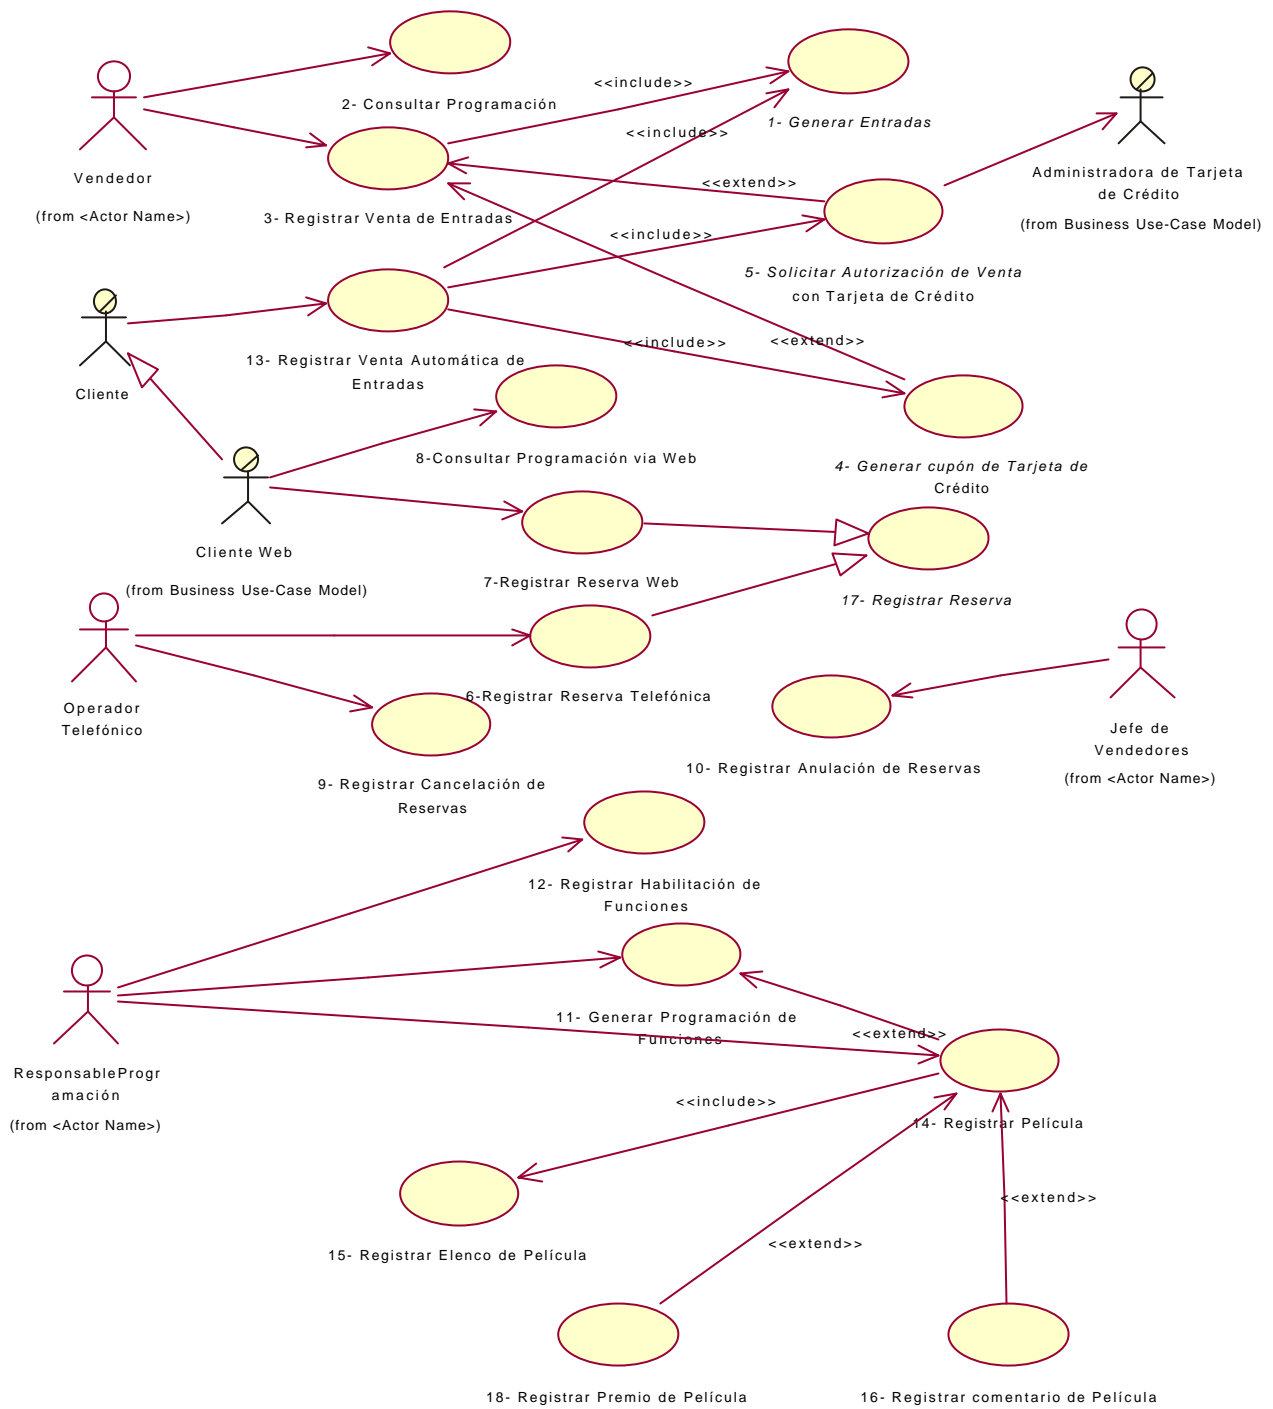 <<include>>
2- Consultar Programación
1- Generar Entradas
<<include>>
Vendedor
(from <Actor Name>)
3- Registrar Venta de Entradas
<<extend>>
Administradora de Tarjeta
de Crédito
(from Business Use-Case Model)
<<include>>
5- Solicitar Autorización de Venta
con Tarjeta de Crédito
<<include>>
<<extend>>
13- Registrar Venta Automática de
Entradas
Cliente
8-Consultar Programación via Web
4- Generar cupón de Tarjeta de
Crédito
Cliente Web
(from Business Use-Case Model)
7-Registrar Reserva Web
17- Registrar Reserva
6-Registrar Reserva Telefónica
Operador
Telefónico
Jefe de
Vendedores
(from <Actor Name>)
10- Registrar Anulación de Reservas
9- Registrar Cancelación de
Reservas
12- Registrar Habilitación de
Funciones
11- Generar Programación de
Funciones
<<extend>>
ResponsableProgr
amación
(from <Actor Name>)
<<include>>
14- Registrar Película
<<extend>>
15- Registrar Elenco de Película
<<extend>>
18- Registrar Premio de Película
16- Registrar comentario de Película